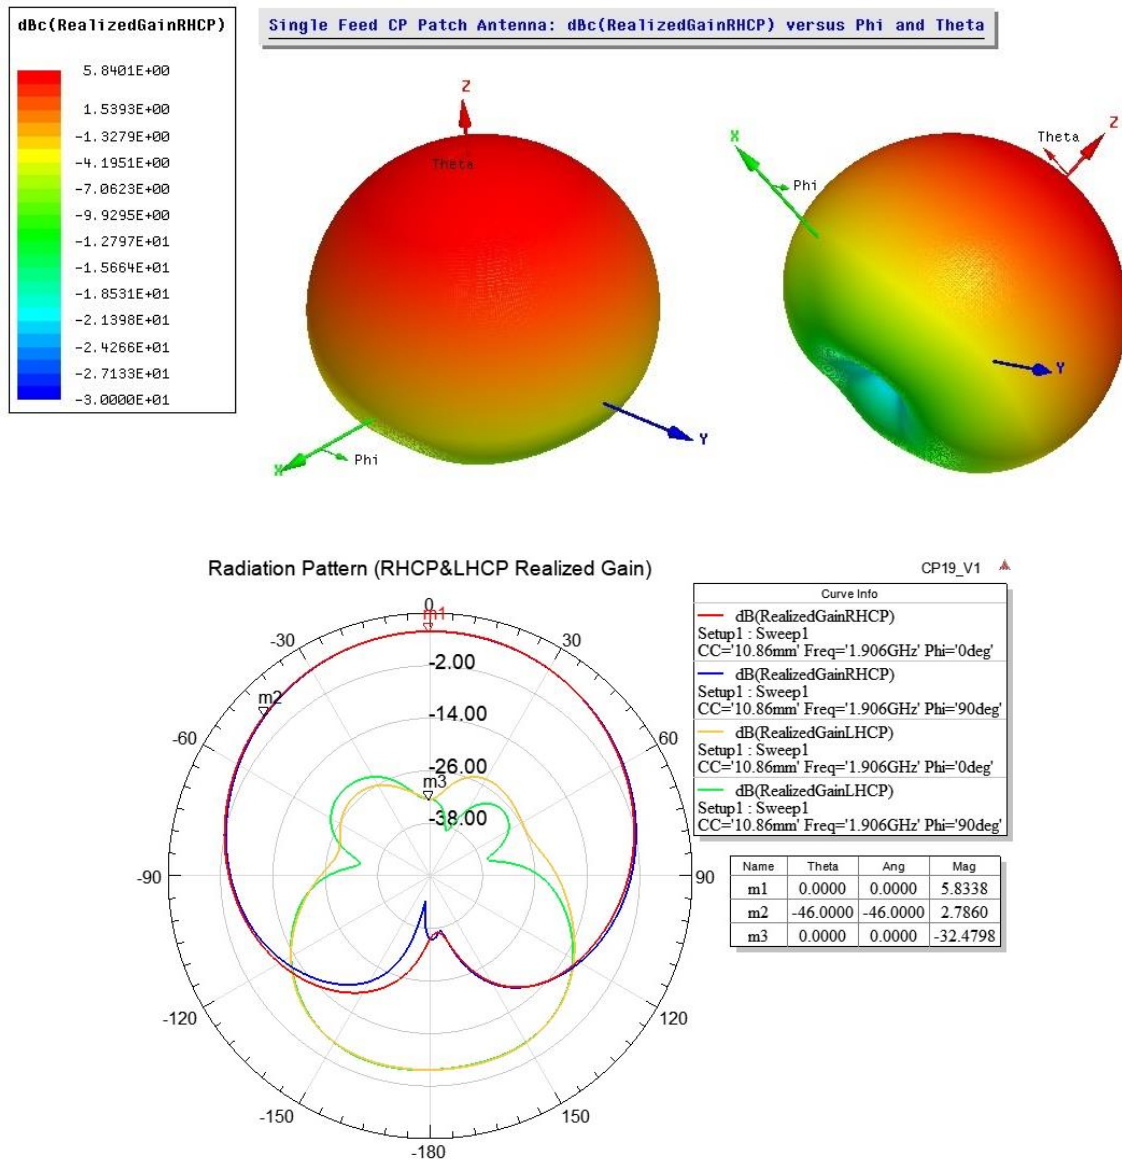 dBc(RealizedGainRHCP)
5.8401E+00
1.5393E+00
-1.3279E+00
-4.1951E+00
-7.0623E+00
-9.9295E+00
-1.2797E+01
-1.5664E+01
-1.8531E+01
-2.1398E+01
-2.4266E+01
-2.7133E+01
-3.0000E+01
Single Feed CP Patch Antenna: dBc(RealizedGainRHCP) versus Phi and Theta
Z
Theta
X
Phi
Y
Z
Theta
X
Phi
Y
Radiation Pattern (RHCP&LHCP Realized Gain)
CP19_V1
0
m1
-30
30
-2.00
m2
-14.00
-60
60
-26.00
m3
-38.00
-90
90
-120
120
-150
150
-180
Curve Info
dB(RealizedGainRHCP)
Setup1 : Sweep1
CC='10.86mm' Freq='1.906GHz' Phi='0deg'
dB(RealizedGainRHCP)
Setup1 : Sweep1
CC='10.86mm' Freq='1.906GHz' Phi='90deg'
dB(RealizedGainLHCP)
Setup1 : Sweep1
CC='10.86mm' Freq='1.906GHz' Phi='0deg'
dB(RealizedGainLHCP)
Setup1 : Sweep1
CC='10.86mm' Freq='1.906GHz' Phi='90deg'
Name Theta Ang Mag
m1 0.0000 0.0000 5.8338
m2 -46.0000 -46.0000 2.7860
m3 0.0000 0.0000 -32.4798